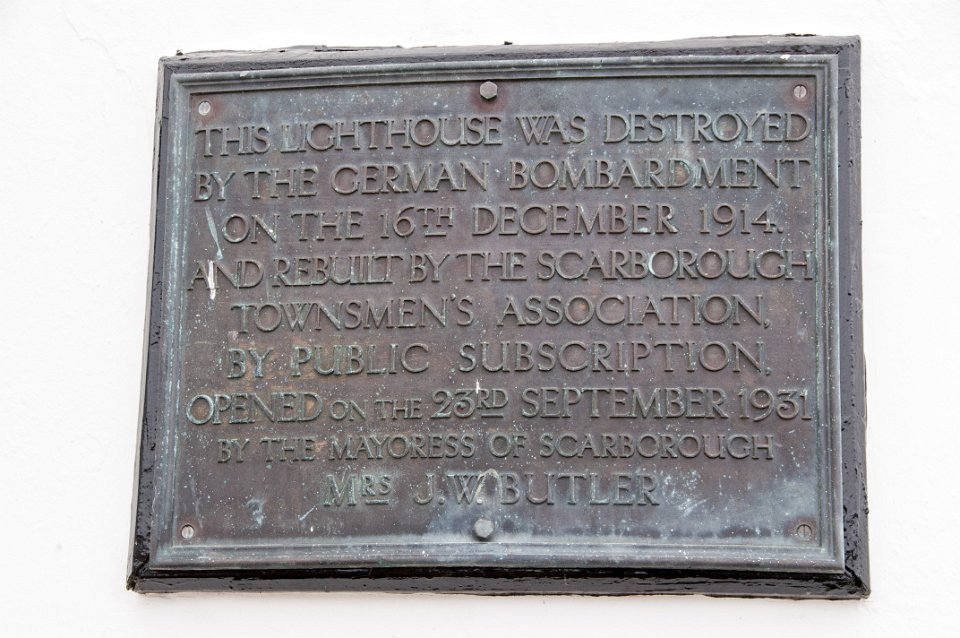 THIS LIGHTHOUSE WAS DESTROYED
BY THE GERMAN BOMBARDMENT
ON THE 16TH DECEMBER 1914.
AND REBUILT BY THE SCARBOROUGH
TOWNSMEN'S ASSOCIATION,
BY PUBLIC SUBSCRIPTION,
OPENED ON THE 23RD SEPTEMBER 1931
BY THE MAYORESS OF SCARBOROUGH
MRS J.W. BUTLER